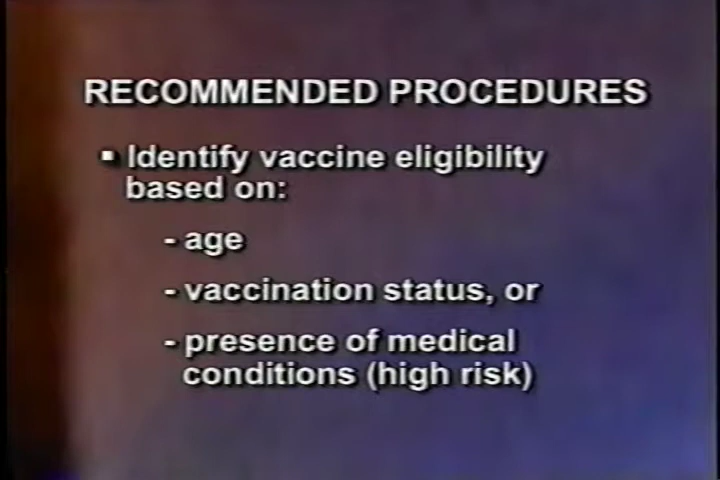 RECOMMENDED PROCEDURES
▪ Identify vaccine eligibility
based on:
- age
- vaccination status, or
- presence of medical
conditions (high risk)